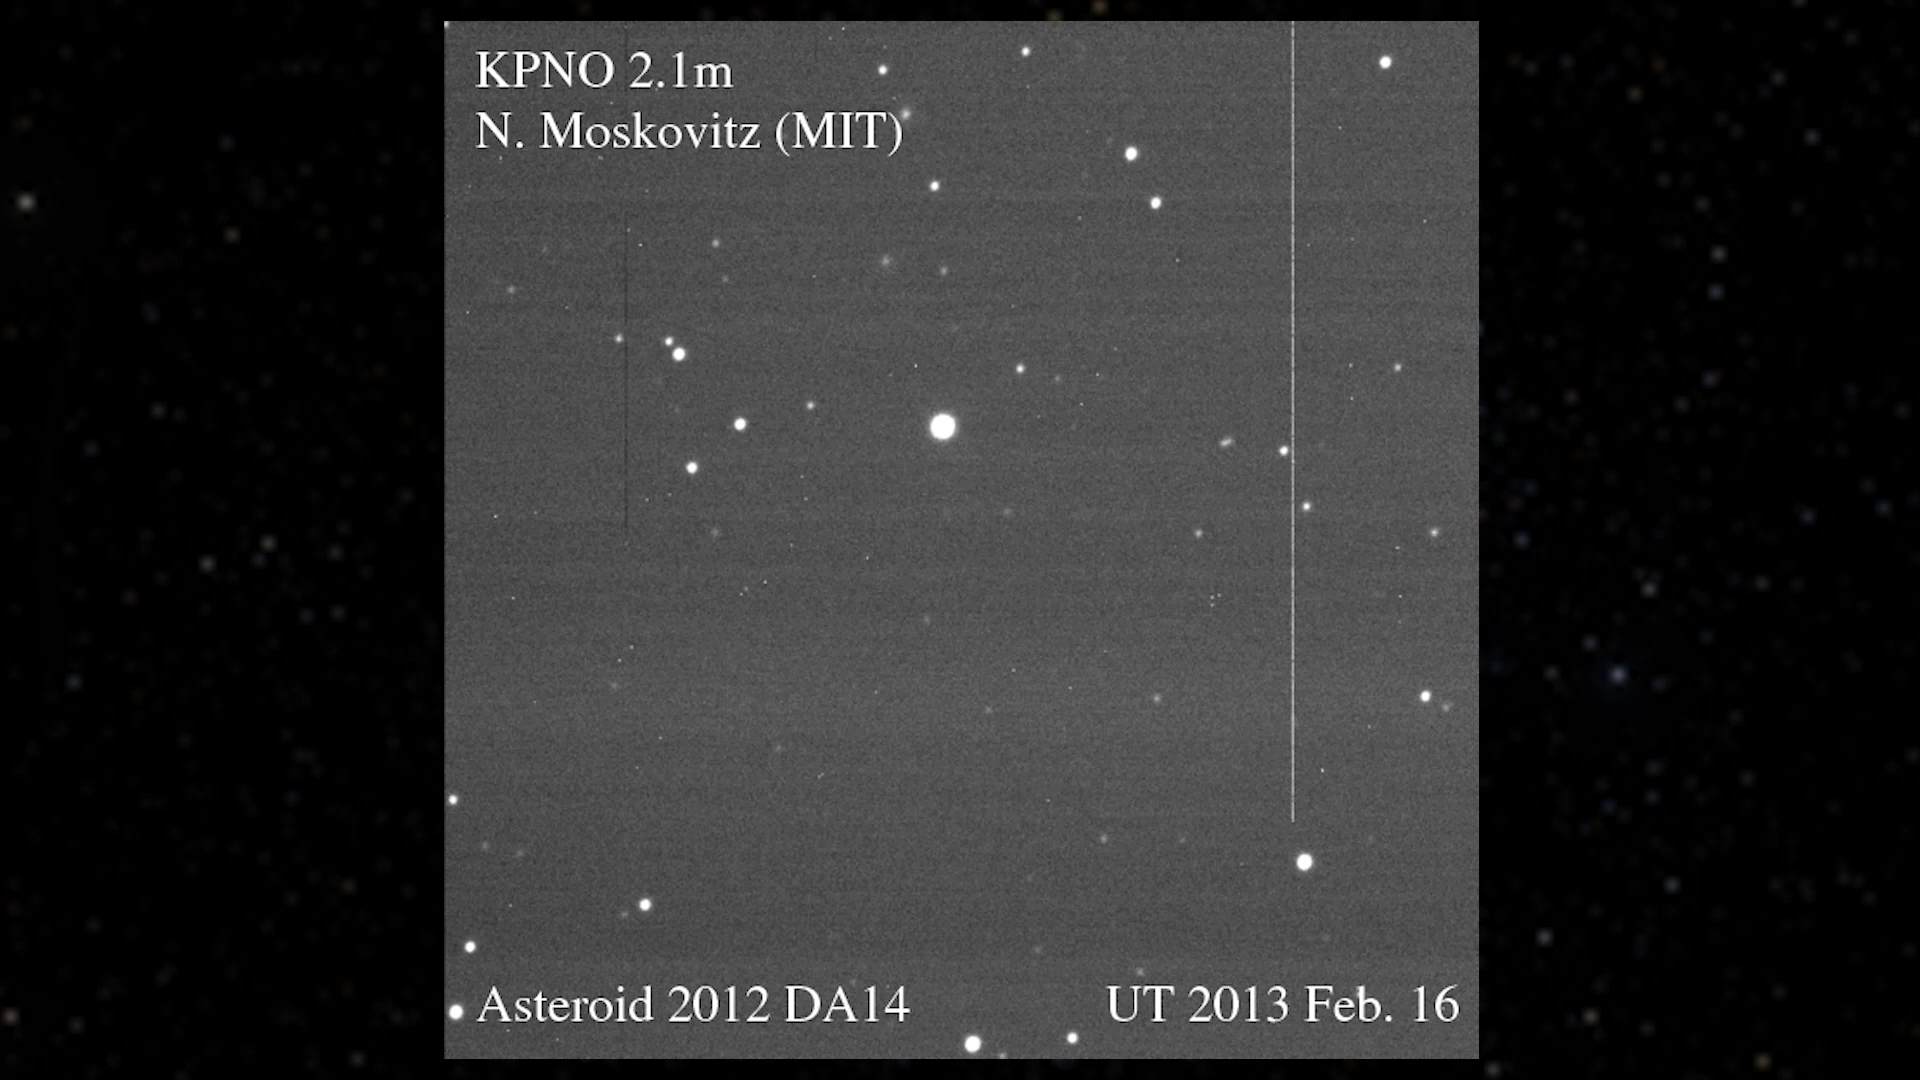 KPNO 2.1m
N. Moskovitz (MIT)
Asteroid 2012 DA14
UT 2013 Feb. 16